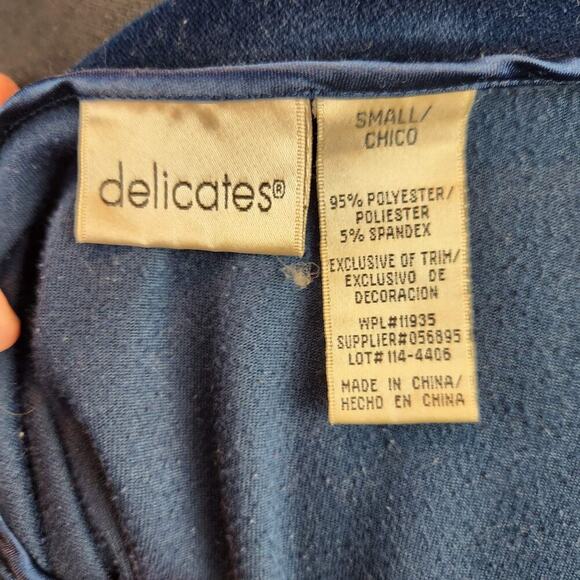 delicates®
SMALL/
CHICO
95% POLYESTER/
POLIESTER
5% SPANDEX
EXCLUSIVE OF TRIM/
EXCLUSIVO DE
DECORACION
WPL#11935
SUPPLIER#056895
LOT#114-4406
MADE IN CHINA/
HECHO EN CHINA